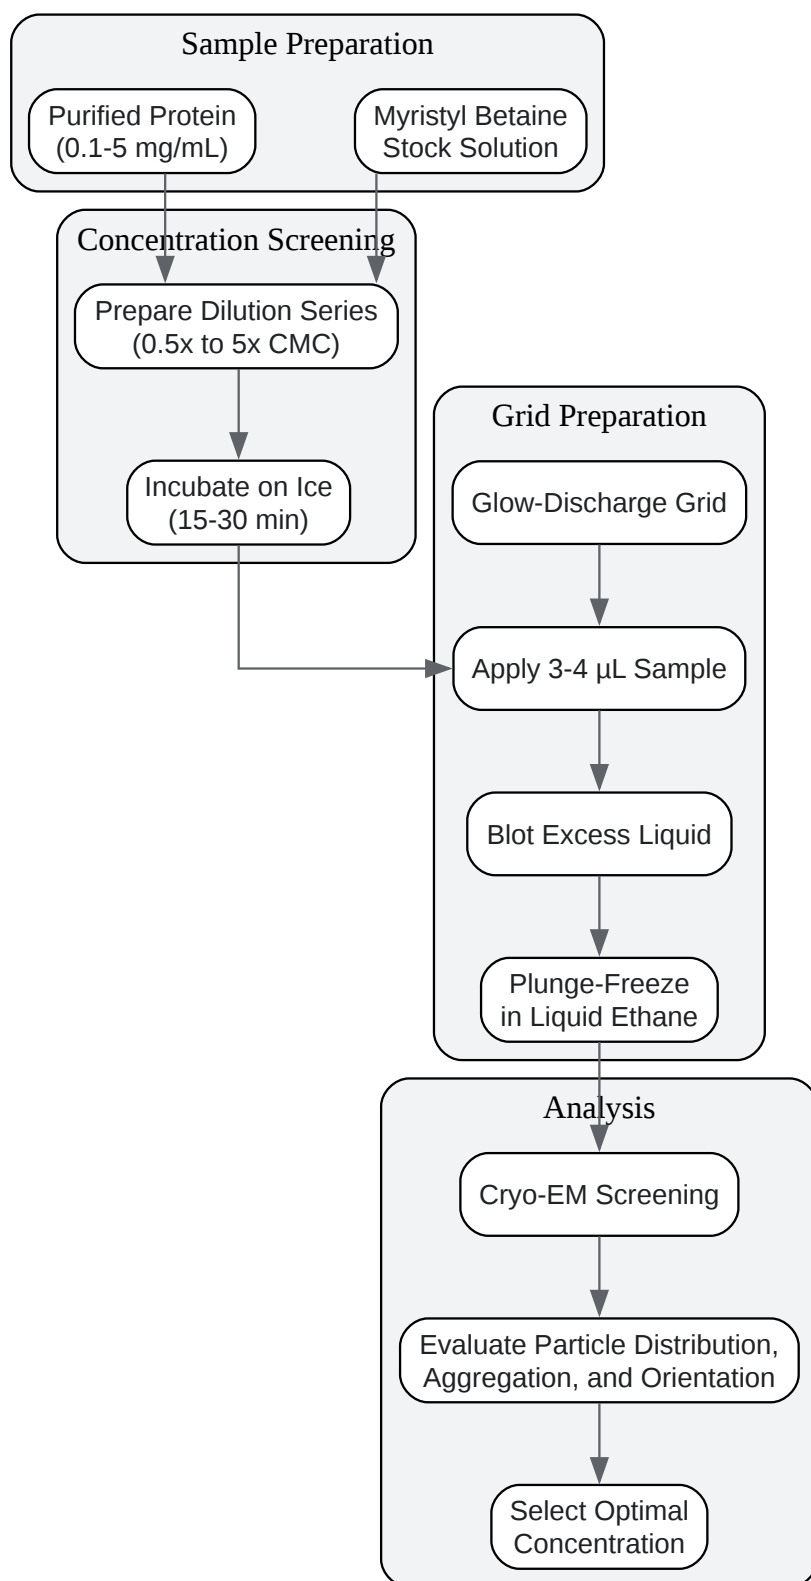 Sample Preparation
Purified Protein
(0.1-5 mg/mL)
Myristyl Betaine
Stock Solution
Concentration Screening
Prepare Dilution Series
(0.5x to 5x CMC)
Incubate on Ice
(15-30 min)
Grid Preparation
Glow-Discharge Grid
Apply 3-4 µL Sample
Blot Excess Liquid
Plunge-Freeze
in Liquid Ethane
Analysis
Cryo-EM Screening
Evaluate Particle Distribution,
Aggregation, and Orientation
Select Optimal
Concentration